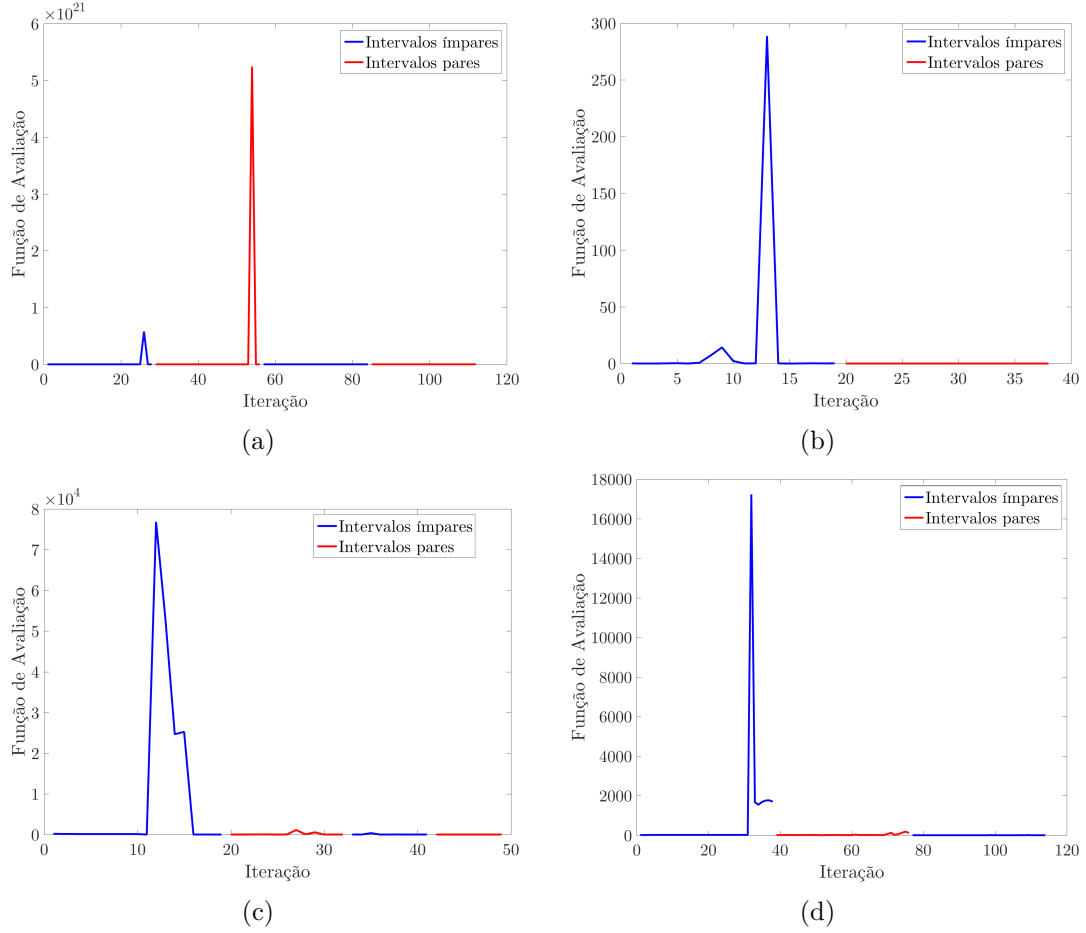 ×10²¹
6
5
4
3
2
1
0
0 20 40 60 80 100 120
Função de Avaliação
Iteração
Intervalos ímpares
Intervalos pares
(a)
300
250
200
150
100
50
0
0 5 10 15 20 25 30 35 40
Função de Avaliação
Iteração
Intervalos ímpares
Intervalos pares
(b)
×10⁴
8
7
6
5
4
3
2
1
0
0 10 20 30 40 50
Função de Avaliação
Iteração
Intervalos ímpares
Intervalos pares
(c)
18000
16000
14000
12000
10000
8000
6000
4000
2000
0
0 20 40 60 80 100 120
Função de Avaliação
Iteração
Intervalos ímpares
Intervalos pares
(d)